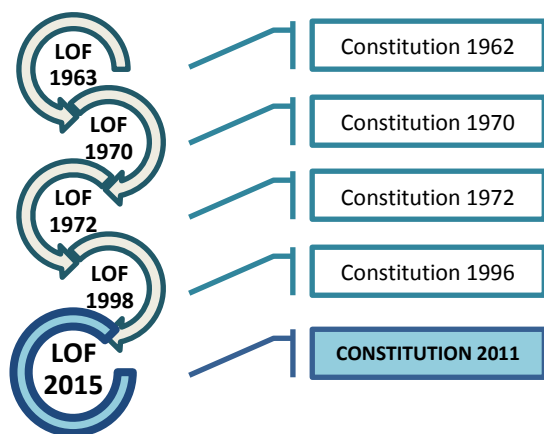 LOF
1963
Constitution 1962
LOF
1970
Constitution 1970
LOF
1972
Constitution 1972
LOF
1998
Constitution 1996
LOF
2015
CONSTITUTION 2011